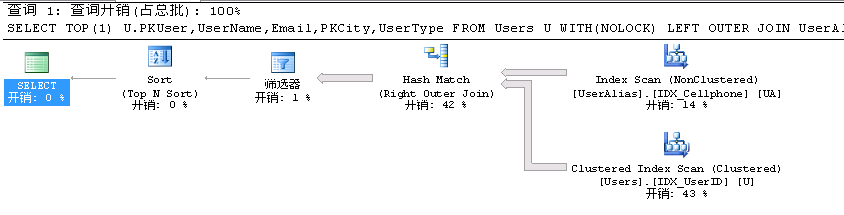 查询 1: 查询开销(占总批): 100%
SELECT TOP(1) U.PKUser,UserName,Email,PKCity,UserType FROM Users U WITH(NOLOCK) LEFT OUTER JOIN UserAl
SELECT
开销: 0 %
Sort
(Top N Sort)
开销: 0 %
筛选器
开销: 1 %
Hash Match
(Right Outer Join)
开销: 42 %
Index Scan (NonClustered)
[UserAlias].[IDX_Cellphone] [UA]
开销: 14 %
Clustered Index Scan (Clustered)
[Users].[IDX_UserID] [U]
开销: 43 %